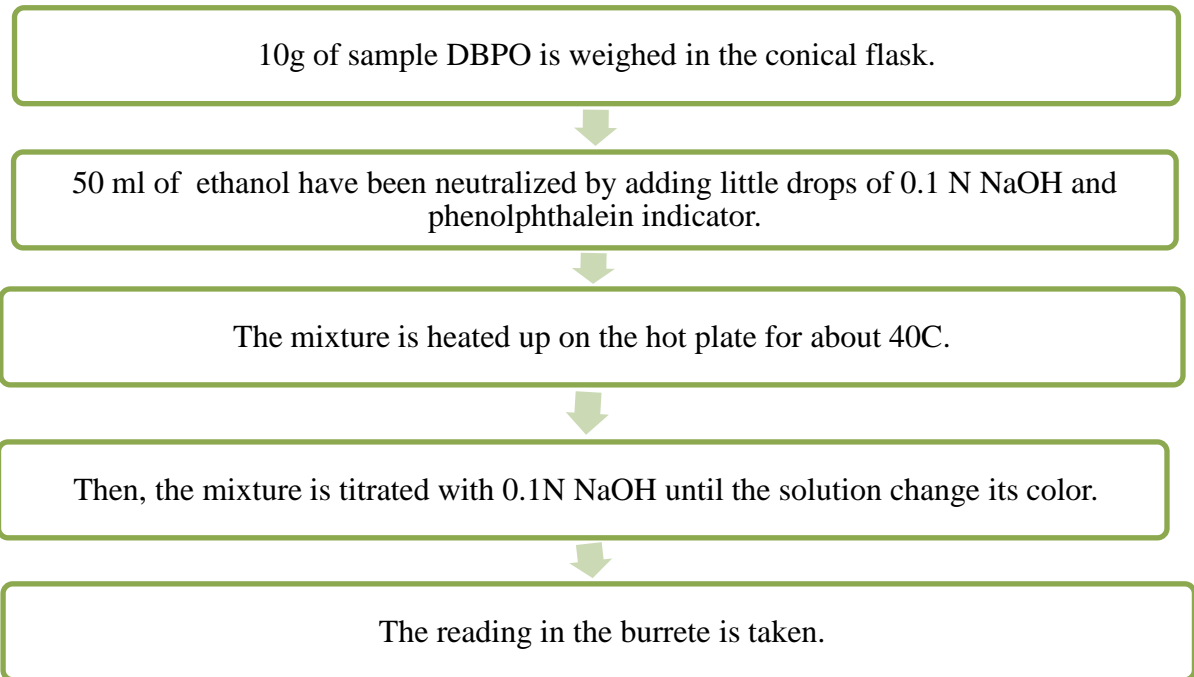 10g of sample DBPO is weighed in the conical flask.
50 ml of  ethanol have been neutralized by adding little drops of 0.1 N NaOH and
phenolphthalein indicator.
The mixture is heated up on the hot plate for about 40C.
Then, the mixture is titrated with 0.1N NaOH until the solution change its color.
The reading in the burrete is taken.